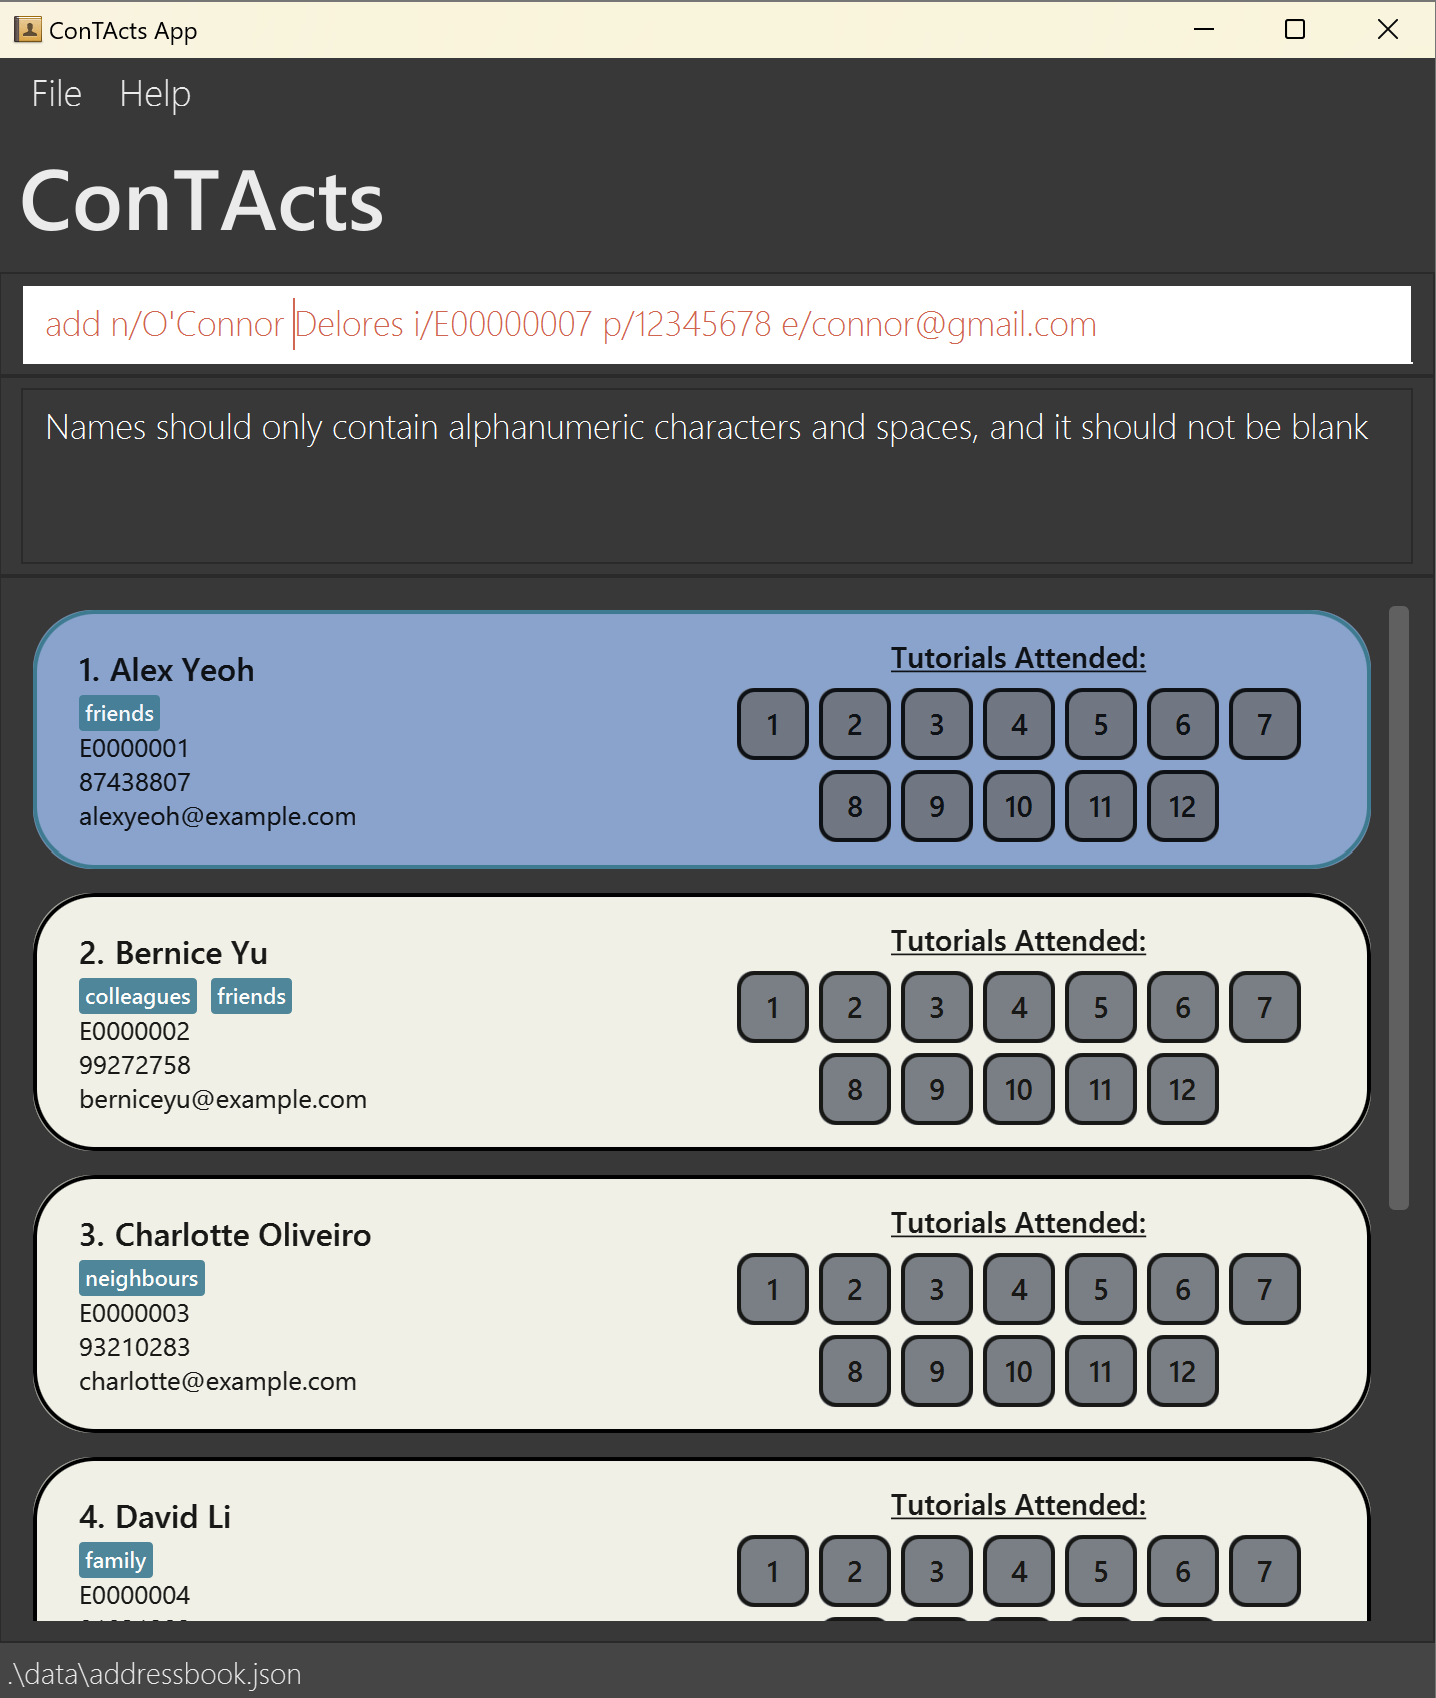 ConTActs App
File Help
ConTActs
add n/O'Connor Delores i/E00000007 p/12345678 e/connor@gmail.com
Names should only contain alphanumeric characters and spaces, and it should not be blank
1. Alex Yeoh
friends
E0000001
87438807
alexyeoh@example.com
Tutorials Attended:
1 2 3 4 5 6 7
8 9 10 11 12
2. Bernice Yu
colleagues friends
E0000002
99272758
berniceyu@example.com
Tutorials Attended:
1 2 3 4 5 6 7
8 9 10 11 12
3. Charlotte Oliveiro
neighbours
E0000003
93210283
charlotte@example.com
Tutorials Attended:
1 2 3 4 5 6 7
8 9 10 11 12
4. David Li
family
E0000004
Tutorials Attended:
1 2 3 4 5 6 7
.\data\addressbook.json